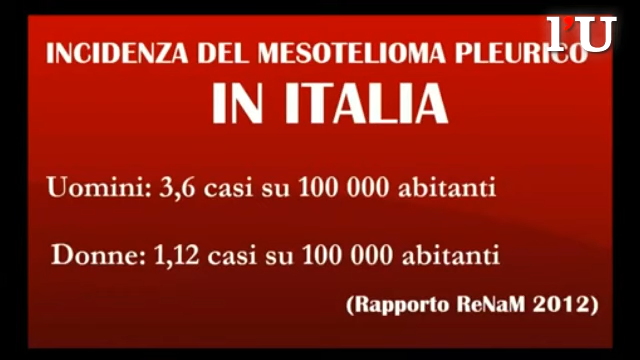 l'U
INCIDENZA DEL MESOTELIOMA PLEURICO
IN ITALIA
Uomini: 3,6 casi su 100 000 abitanti
Donne: 1,12 casi su 100 000 abitanti
(Rapporto ReNaM 2012)